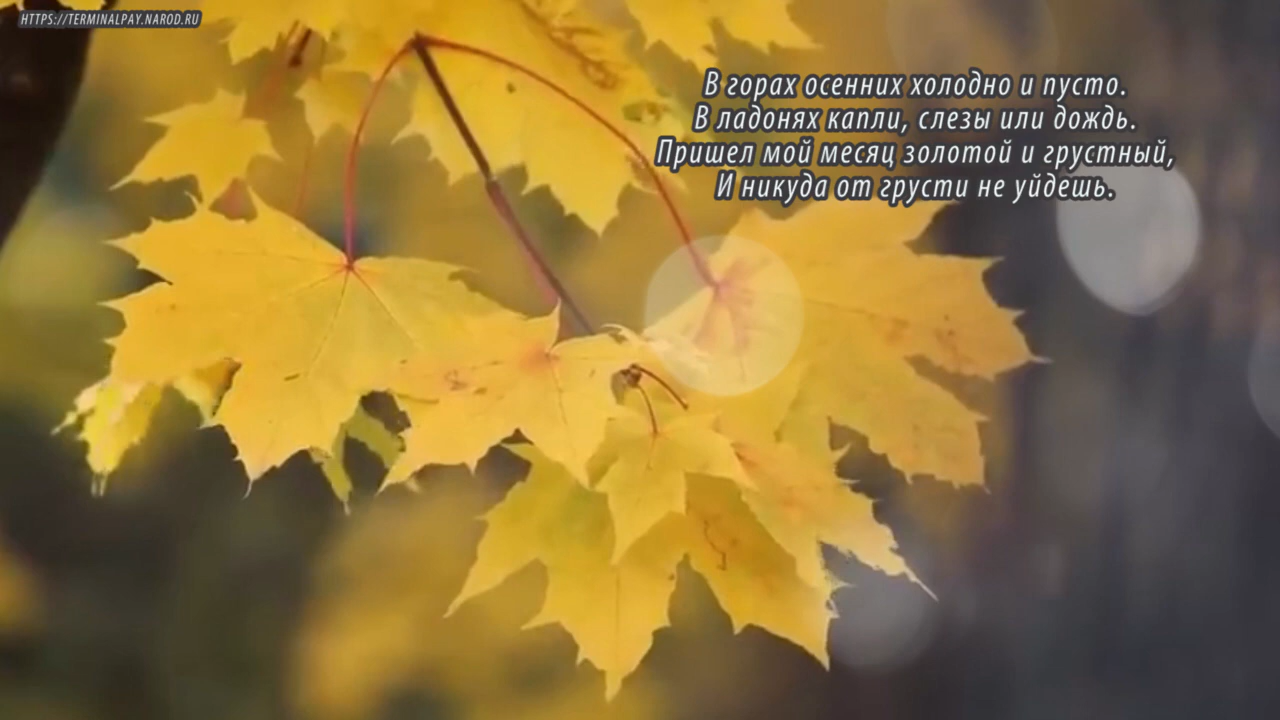 HTTPS://TERMINALPAY.NAROD.RU
В горах осенних холодно и пусто.
В ладонях капли, слезы или дождь.
Пришел мой месяц золотой и грустный,
И никуда от грусти не уйдешь.